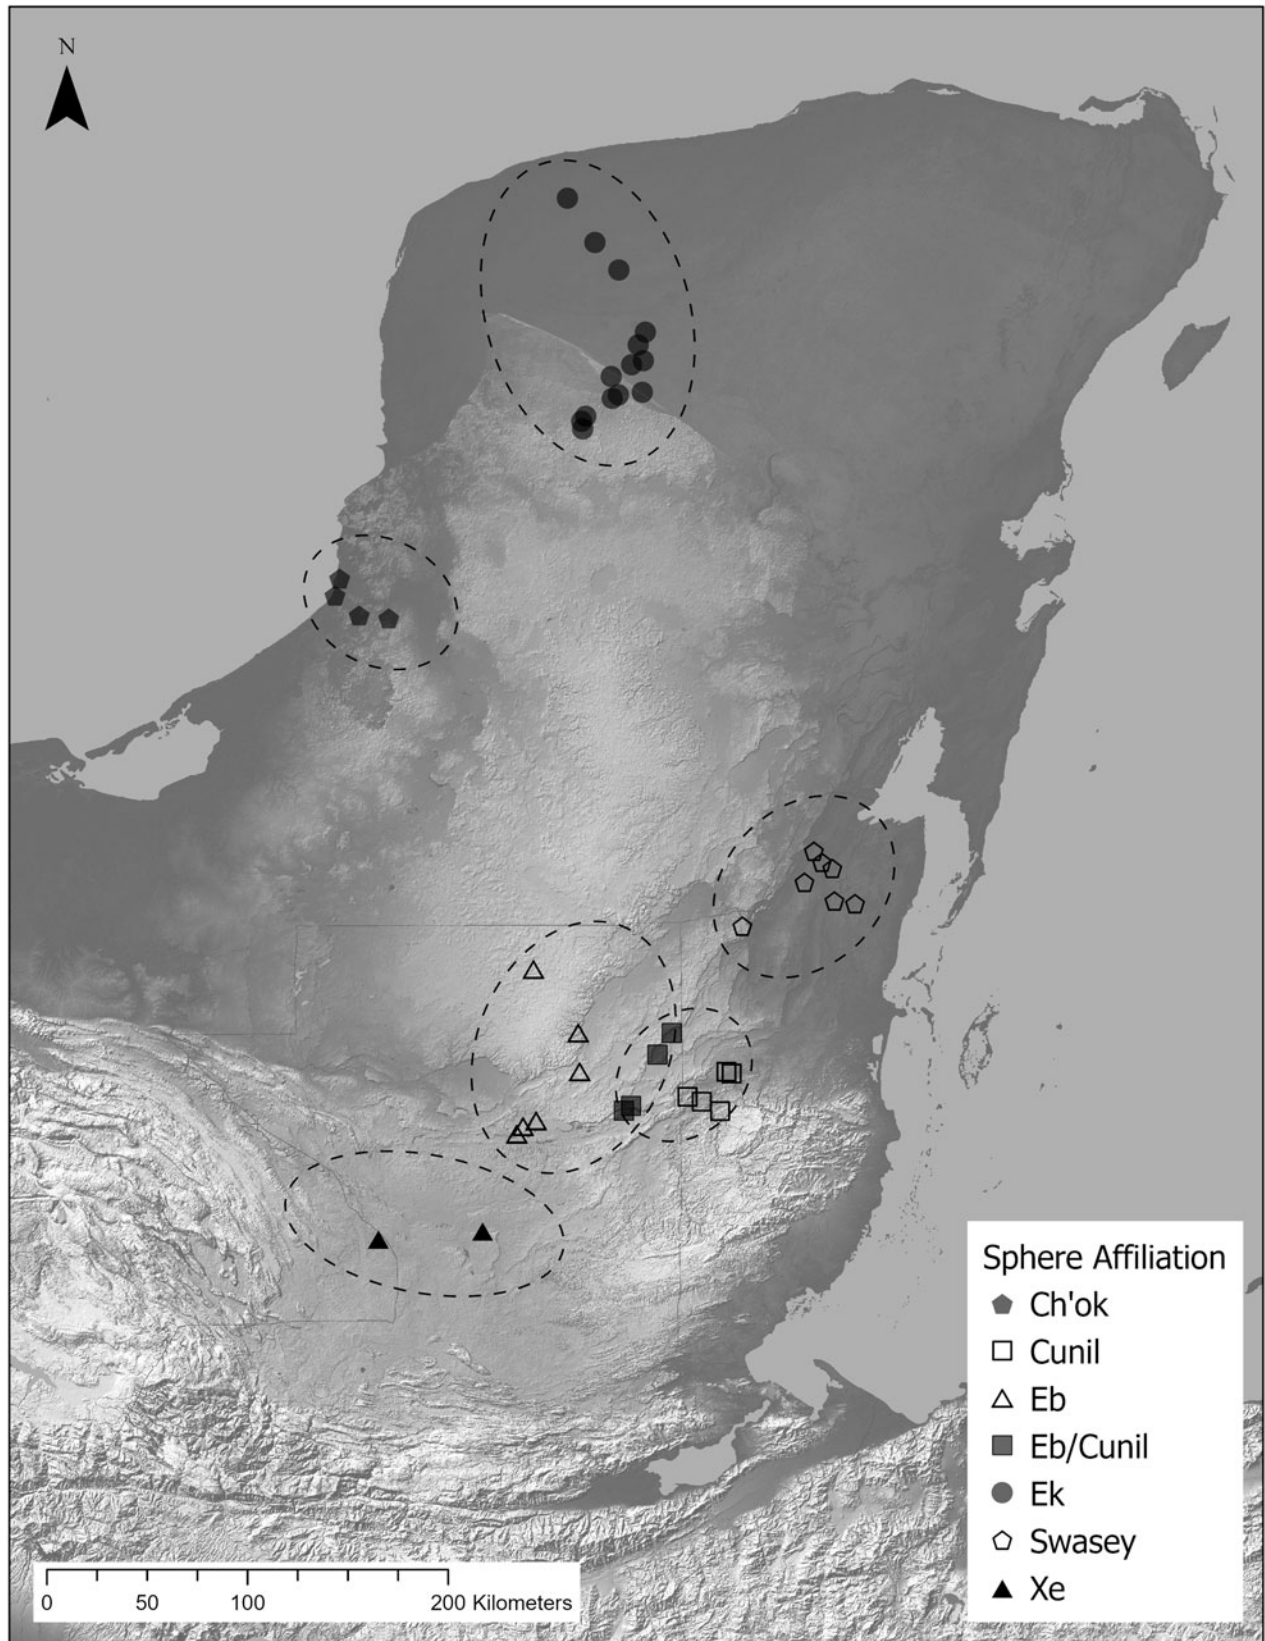 N
Sphere Affiliation
Ch'ok
Cunil
Eb
Eb/Cunil
Ek
Swasey
Xe
0 50 100 200 Kilometers